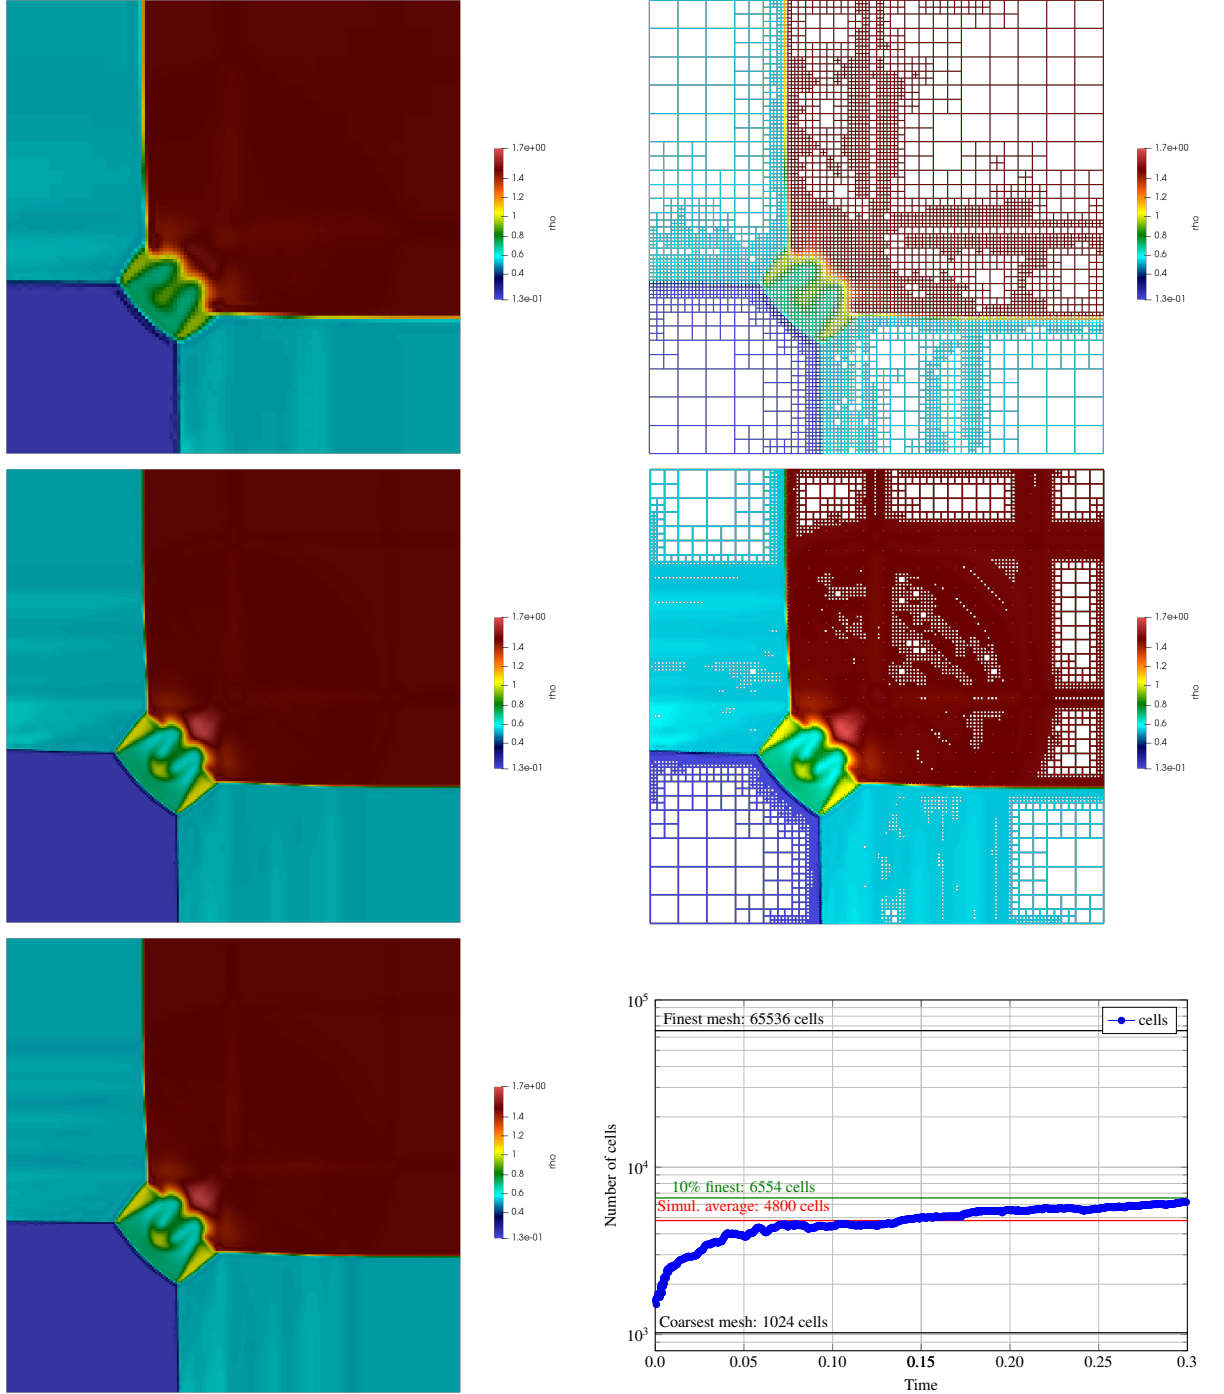 1.7e+00
1.4
1.2
1
0.8
0.6
0.4
1.3e-01
rho
1.7e+00
1.4
1.2
1
0.8
0.6
0.4
1.3e-01
rho
1.7e+00
1.4
1.2
1
0.8
0.6
0.4
1.3e-01
rho
1.7e+00
1.4
1.2
1
0.8
0.6
0.4
1.3e-01
rho
1.7e+00
1.4
1.2
1
0.8
0.6
0.4
1.3e-01
rho
10⁵
Finest mesh: 65536 cells
cells
Number of cells
10⁴
10% finest: 6554 cells
Simul. average: 4800 cells
Coarsest mesh: 1024 cells
10³
0.0 0.05 0.10 0.15 0.20 0.25 0.3
Time